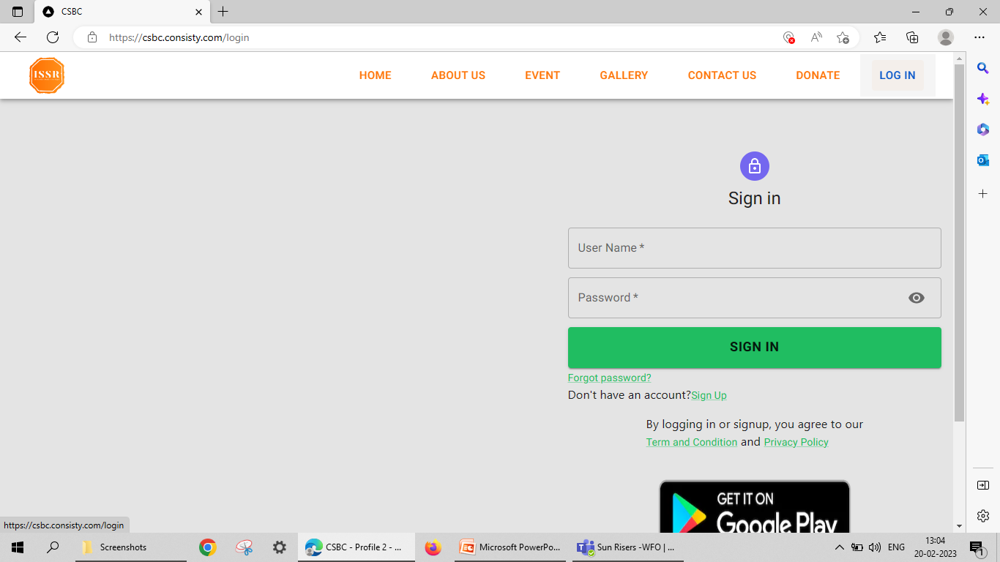 CSBC
https://csbc.consisty.com/login
ISSR
HOME ABOUT US EVENT GALLERY CONTACT US DONATE LOG IN
Sign in
User Name *
Password *
SIGN IN
Forgot password?
Don't have an account?Sign Up
By logging in or signup, you agree to our
Term and Condition and Privacy Policy
GET IT ON
Google Play
https://csbc.consisty.com/login
Screenshots CSBC - Profile 2 - ... Microsoft PowerPo... Sun Risers -WFO | ... ENG 13:04
20-02-2023 1